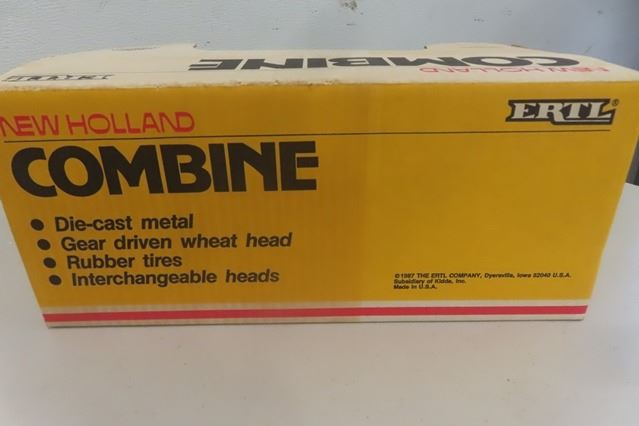 NEW HOLLAND
COMBINE
ERTL
NEW HOLLAND
COMBINE
ERTL®
• Die-cast metal
• Gear driven wheat head
• Rubber tires
• Interchangeable heads
©1987 THE ERTL COMPANY, Dyersville, Iowa 52040 U.S.A.
Subsidiary of Kidde, Inc.
Made in U.S.A.